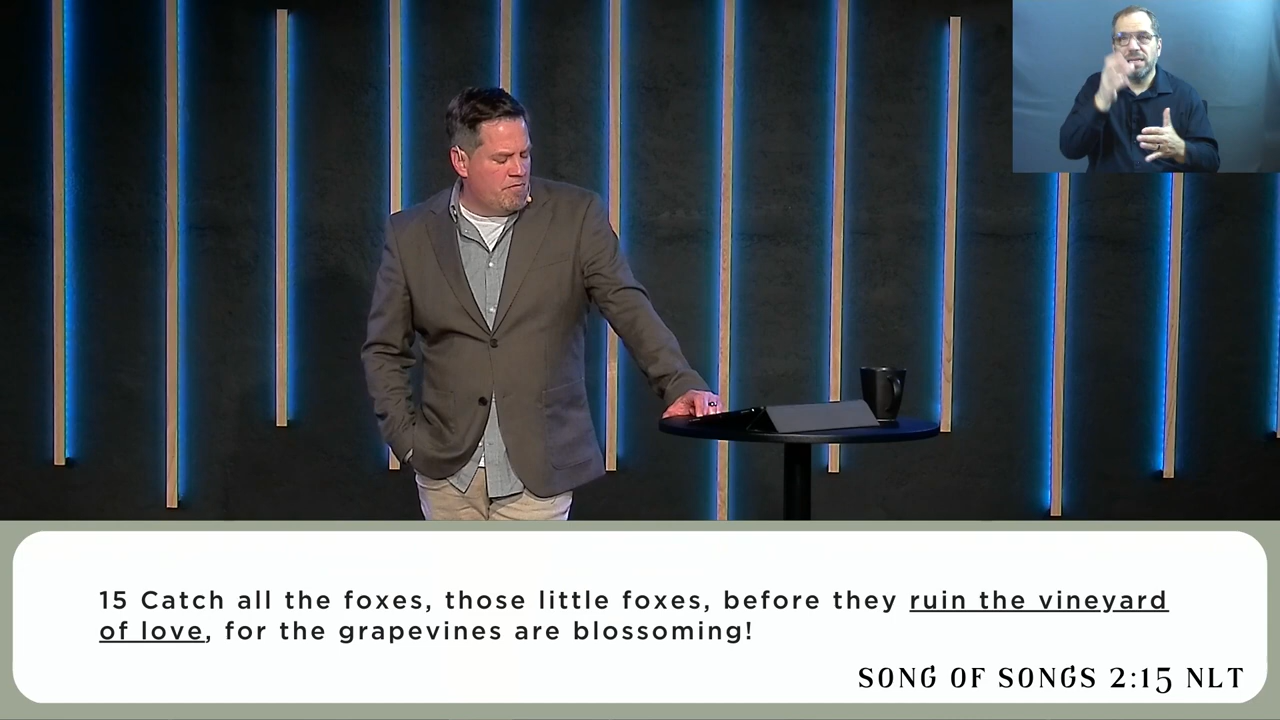 15 Catch all the foxes, those little foxes, before they ruin the vineyard
of love, for the grapevines are blossoming!
SONG OF SONGS 2:15 NLT